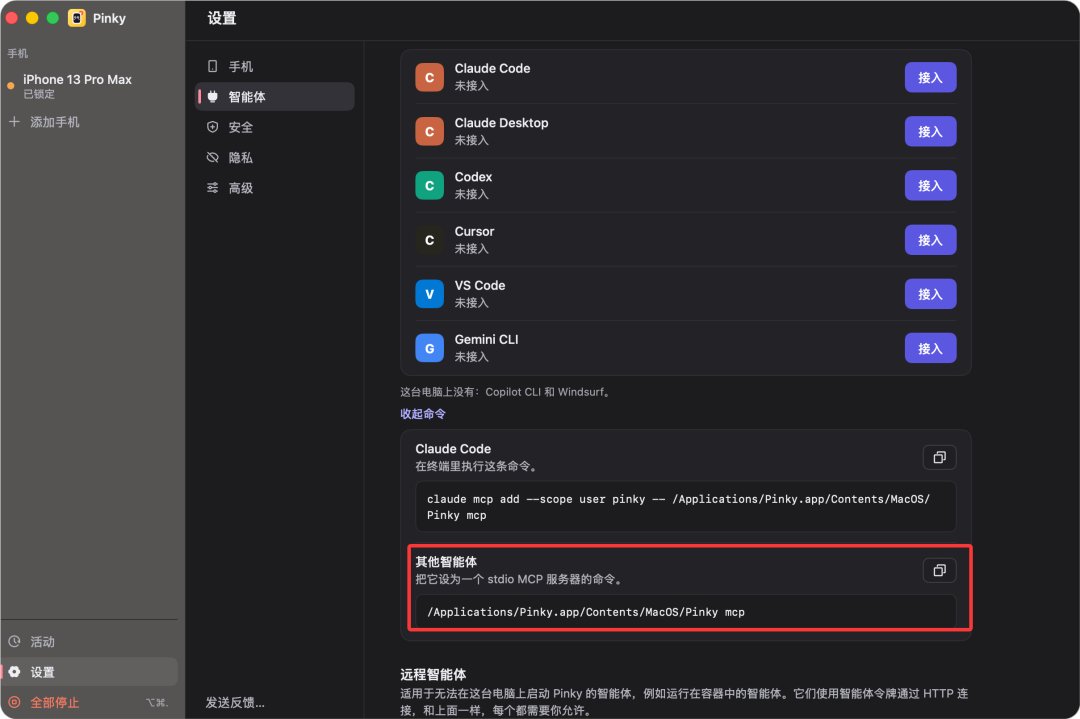 Pinky
设置
手机
iPhone 13 Pro Max
已锁定
添加手机
手机
智能体
安全
隐私
高级
C
Claude Code
未接入
接入
C
Claude Desktop
未接入
接入
C
Codex
未接入
接入
C
Cursor
未接入
接入
V
VS Code
未接入
接入
G
Gemini CLI
未接入
接入
这台电脑上没有：Copilot CLI 和 Windsurf。
收起命令
Claude Code
在终端里执行这条命令。
claude mcp add --scope user pinky -- /Applications/Pinky.app/Contents/MacOS/
Pinky mcp
其他智能体
把它设为一个 stdio MCP 服务器的命令。
/Applications/Pinky.app/Contents/MacOS/Pinky mcp
远程智能体
适用于无法在这台电脑上启动 Pinky 的智能体，例如运行在容器中的智能体。它们使用智能体令牌通过 HTTP 连
接，和上面一样，每个都需要你允许。
活动
设置
全部停止
⌥⌘.
发送反馈...